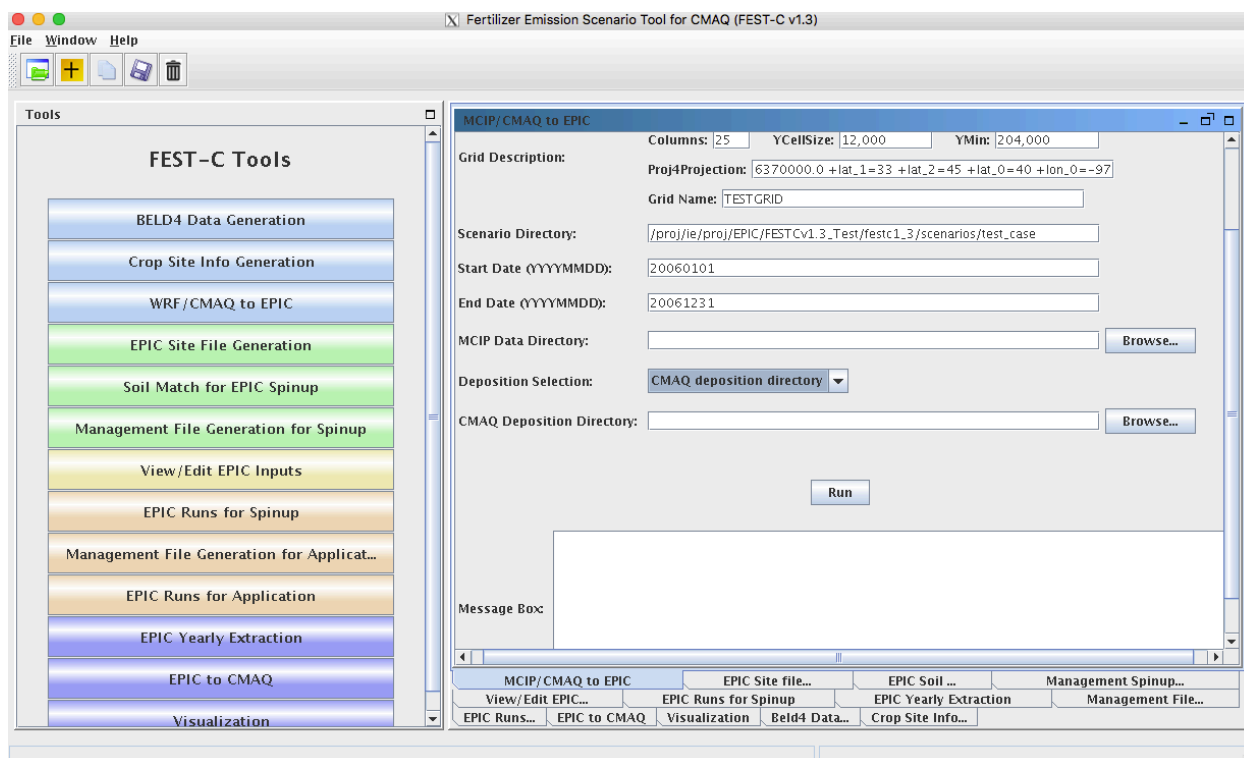 Fertilizer Emission Scenario Tool for CMAQ (FEST-C v1.3)
File Window Help
Tools
FEST-C Tools
BELD4 Data Generation
Crop Site Info Generation
WRF/CMAQ to EPIC
EPIC Site File Generation
Soil Match for EPIC Spinup
Management File Generation for Spinup
View/Edit EPIC Inputs
EPIC Runs for Spinup
Management File Generation for Applicat...
EPIC Runs for Application
EPIC Yearly Extraction
EPIC to CMAQ
Visualization
MCIP/CMAQ to EPIC
Columns: 25 YCellSize: 12,000 YMin: 204,000
Grid Description:
Proj4Projection: 6370000.0 +lat_1=33 +lat_2=45 +lat_0=40 +lon_0=-97
Grid Name: TESTGRID
Scenario Directory: /proj/ie/proj/EPIC/FESTCv1.3_Test/festc1_3/scenarios/test_case
Start Date (YYYYMMDD): 20060101
End Date (YYYYMMDD): 20061231
MCIP Data Directory: Browse...
Deposition Selection: CMAQ deposition directory
CMAQ Deposition Directory: Browse...
Run
Message Box:
MCIP/CMAQ to EPIC EPIC Site file... EPIC Soil ... Management Spinup...
View/Edit EPIC... EPIC Runs for Spinup EPIC Yearly Extraction Management File...
EPIC Runs... EPIC to CMAQ Visualization Beld4 Data... Crop Site Info...